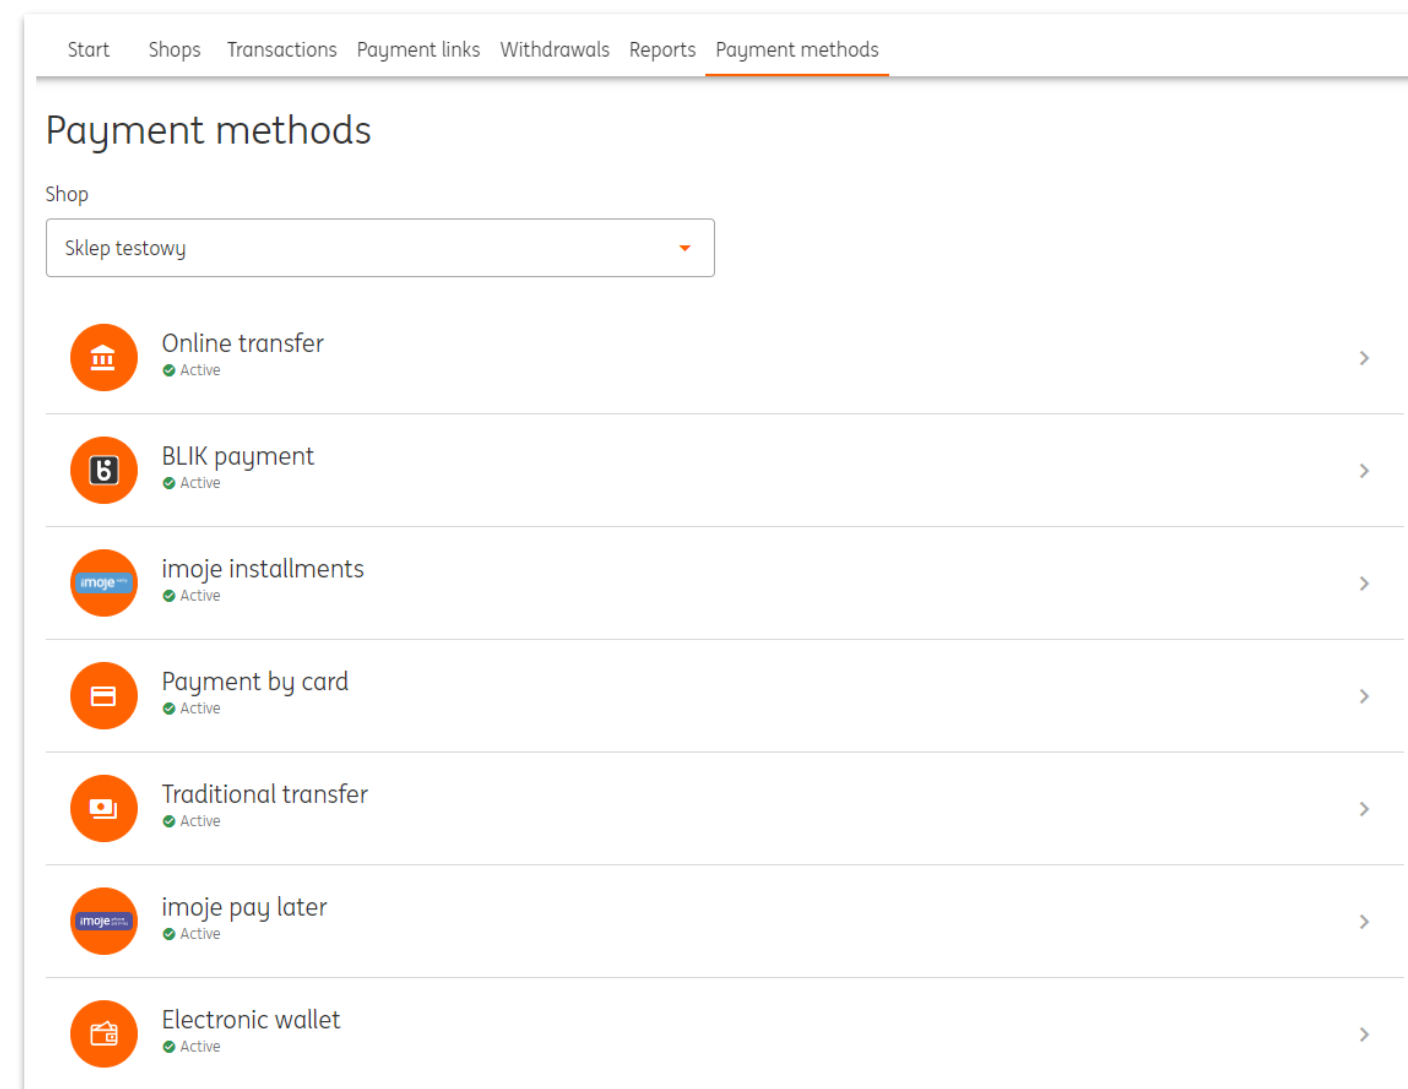 Start Shops Transactions Payment links Withdrawals Reports Payment methods
Payment methods
Shop
Sklep testowy
Online transfer
Active
BLIK payment
Active
imoje
imoje installments
Active
Payment by card
Active
Traditional transfer
Active
imoje
imoje pay later
Active
Electronic wallet
Active